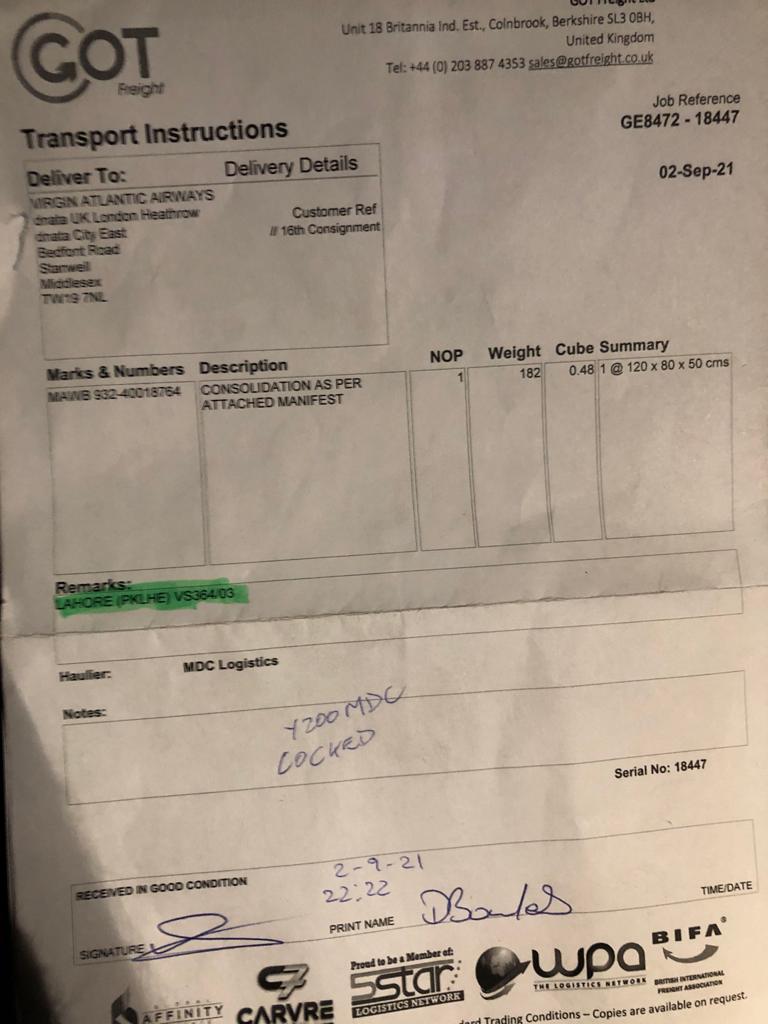 GOT
Freight
GOT Freight Ltd
Unit 18 Britannia Ind. Est., Colnbrook, Berkshire SL3 0BH,
United Kingdom
Tel: +44 (0) 203 887 4353 sales@gotfreight.co.uk
Job Reference
GE8472 - 18447
Transport Instructions
02-Sep-21
Deliver To: Delivery Details
VIRGIN ATLANTIC AIRWAYS
dnata UK London Heathrow Customer Ref
dnata City East // 16th Consignment
Bedfont Road
Stanwell
Middlesex
TW19 7NL
Marks & Numbers Description NOP Weight Cube Summary
MAWB 932-40018764 CONSOLIDATION AS PER 1 182 0.48 1 @ 120 x 80 x 50 cms
ATTACHED MANIFEST
Remarks:
LAHORE (PKLHE) VS364/03
Haulier: MDC Logistics
Notes:
Y200MDC
LOCKED
Serial No: 18447
RECEIVED IN GOOD CONDITION 2-9-21
22:22 TIME/DATE
SIGNATURE PRINT NAME
AFFINITY
C7
CARVRE
Proud to be a Member of:
5star
LOGISTICS NETWORK
wpa
THE LOGISTICS NETWORK
BIFA
BRITISH INTERNATIONAL
FREIGHT ASSOCIATION
Trading Conditions – Copies are available on request.